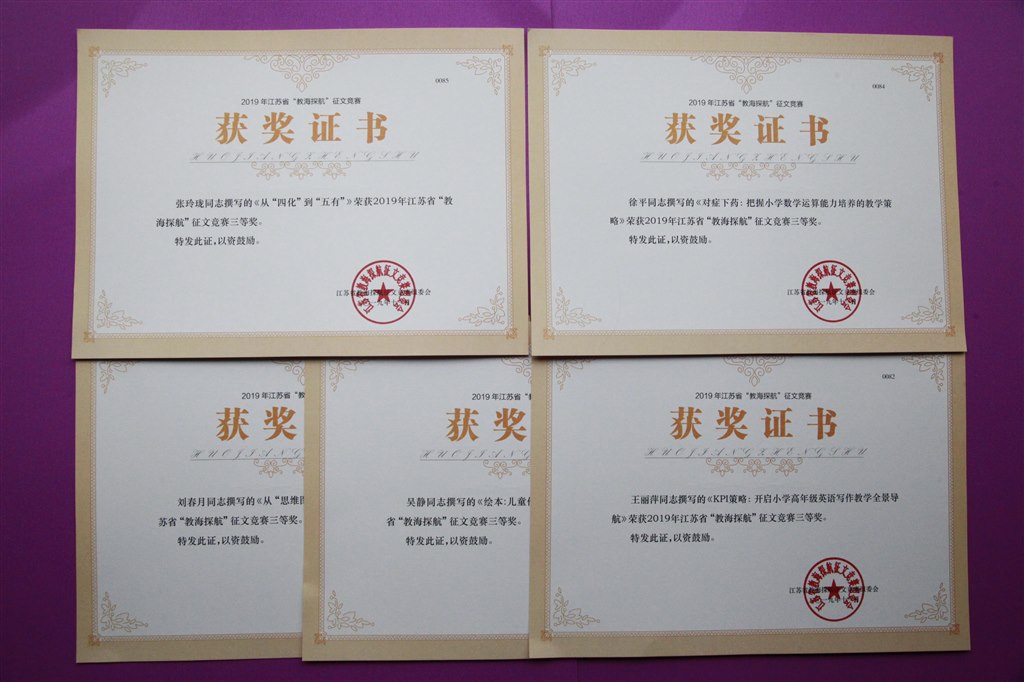 0085
2019年江苏省“教海探航”征文竞赛
获奖证书
HUOJIANGZHENGSHU
张玲珑同志撰写的《从“四化”到“五有”》荣获2019年江苏省“教
海探航”征文竞赛三等奖。
特发此证,以资鼓励。
0084
2019年江苏省“教海探航”征文竞赛
获奖证书
HUOJIANGZHENGSHU
徐平同志撰写的《对症下药:把握小学数学运算能力培养的教学策
略》荣获2019年江苏省“教海探航”征文竞赛三等奖。
特发此证,以资鼓励。
2019年江苏省“
获奖
HUOJIANG
刘春月同志撰写的《从“思维
苏省“教海探航”征文竞赛三等奖。
特发此证,以资鼓励。
2019年江苏省“
获奖
HUOJIANG
吴静同志撰写的《绘本:儿童
省“教海探航”征文竞赛三等奖。
特发此证,以资鼓励。
0082
2019年江苏省“教海探航”征文竞赛
获奖证书
HUOJIANGZHENGSHU
王丽萍同志撰写的《KPI策略:开启小学高年级英语写作教学全景导
航》荣获2019年江苏省“教海探航”征文竞赛三等奖。
特发此证,以资鼓励。